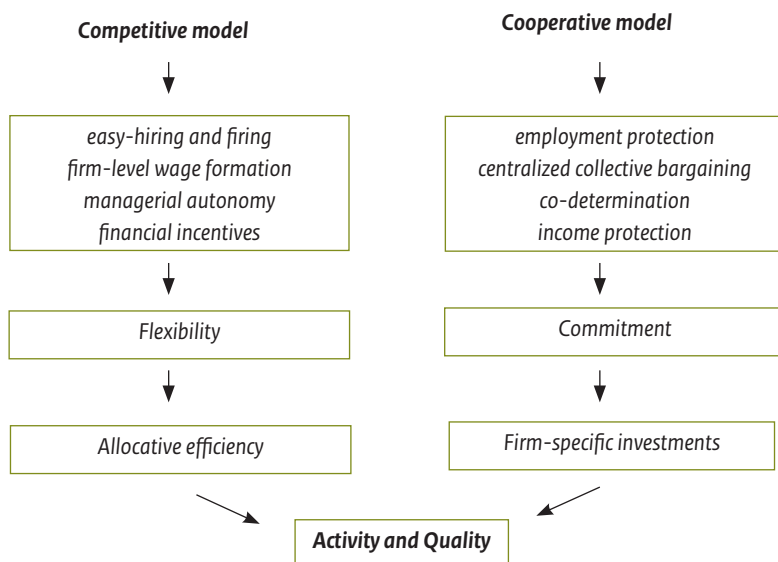 Competitive model
easy-hiring and firing
firm-level wage formation
managerial autonomy
financial incentives
Flexibility
Allocative efficiency
Cooperative model
employment protection
centralized collective bargaining
co-determination
income protection
Commitment
Firm-specific investments
Activity and Quality